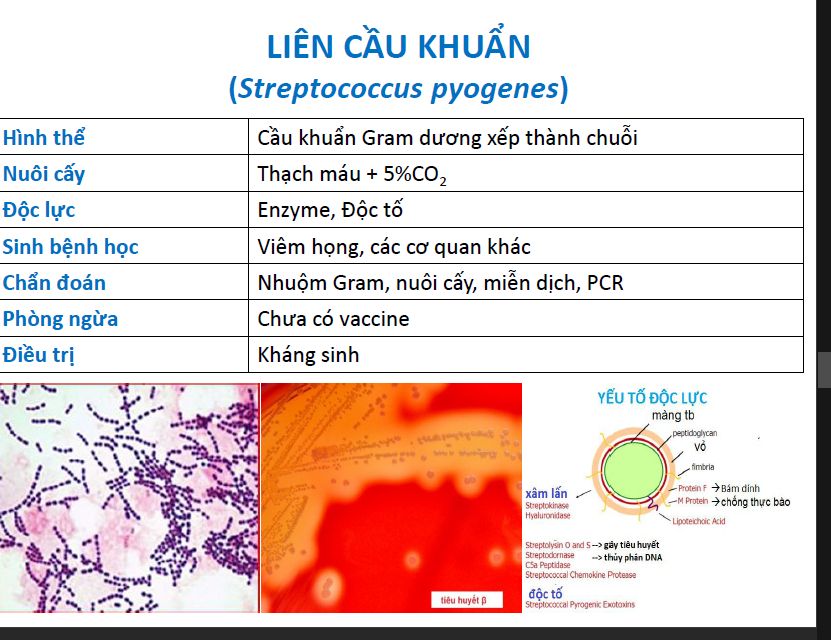 LIÊN CẦU KHUẨN
(Streptococcus pyogenes)
Hình thể Cầu khuẩn Gram dương xếp thành chuỗi
Nuôi cấy Thạch máu + 5%CO₂
Độc lực Enzyme, Độc tố
Sinh bệnh học Viêm họng, các cơ quan khác
Chẩn đoán Nhuộm Gram, nuôi cấy, miễn dịch, PCR
Phòng ngừa Chưa có vaccine
Điều trị Kháng sinh
tiêu huyết β
YẾU TỐ ĐỘC LỰC
màng tb
peptidoglycan
vỏ
fimbria
Protein F → Bám dính
M Protein → chống thực bào
Lipoteichoic Acid
xâm lấn
Streptokinase
Hyaluronidase
Streptolysin O and S --> gây tiêu huyết
Streptodornase --> thủy phân DNA
C5a Peptidase
Streptococcal Chemokine Protease
độc tố
Streptococcal Pyrogenic Exotoxins